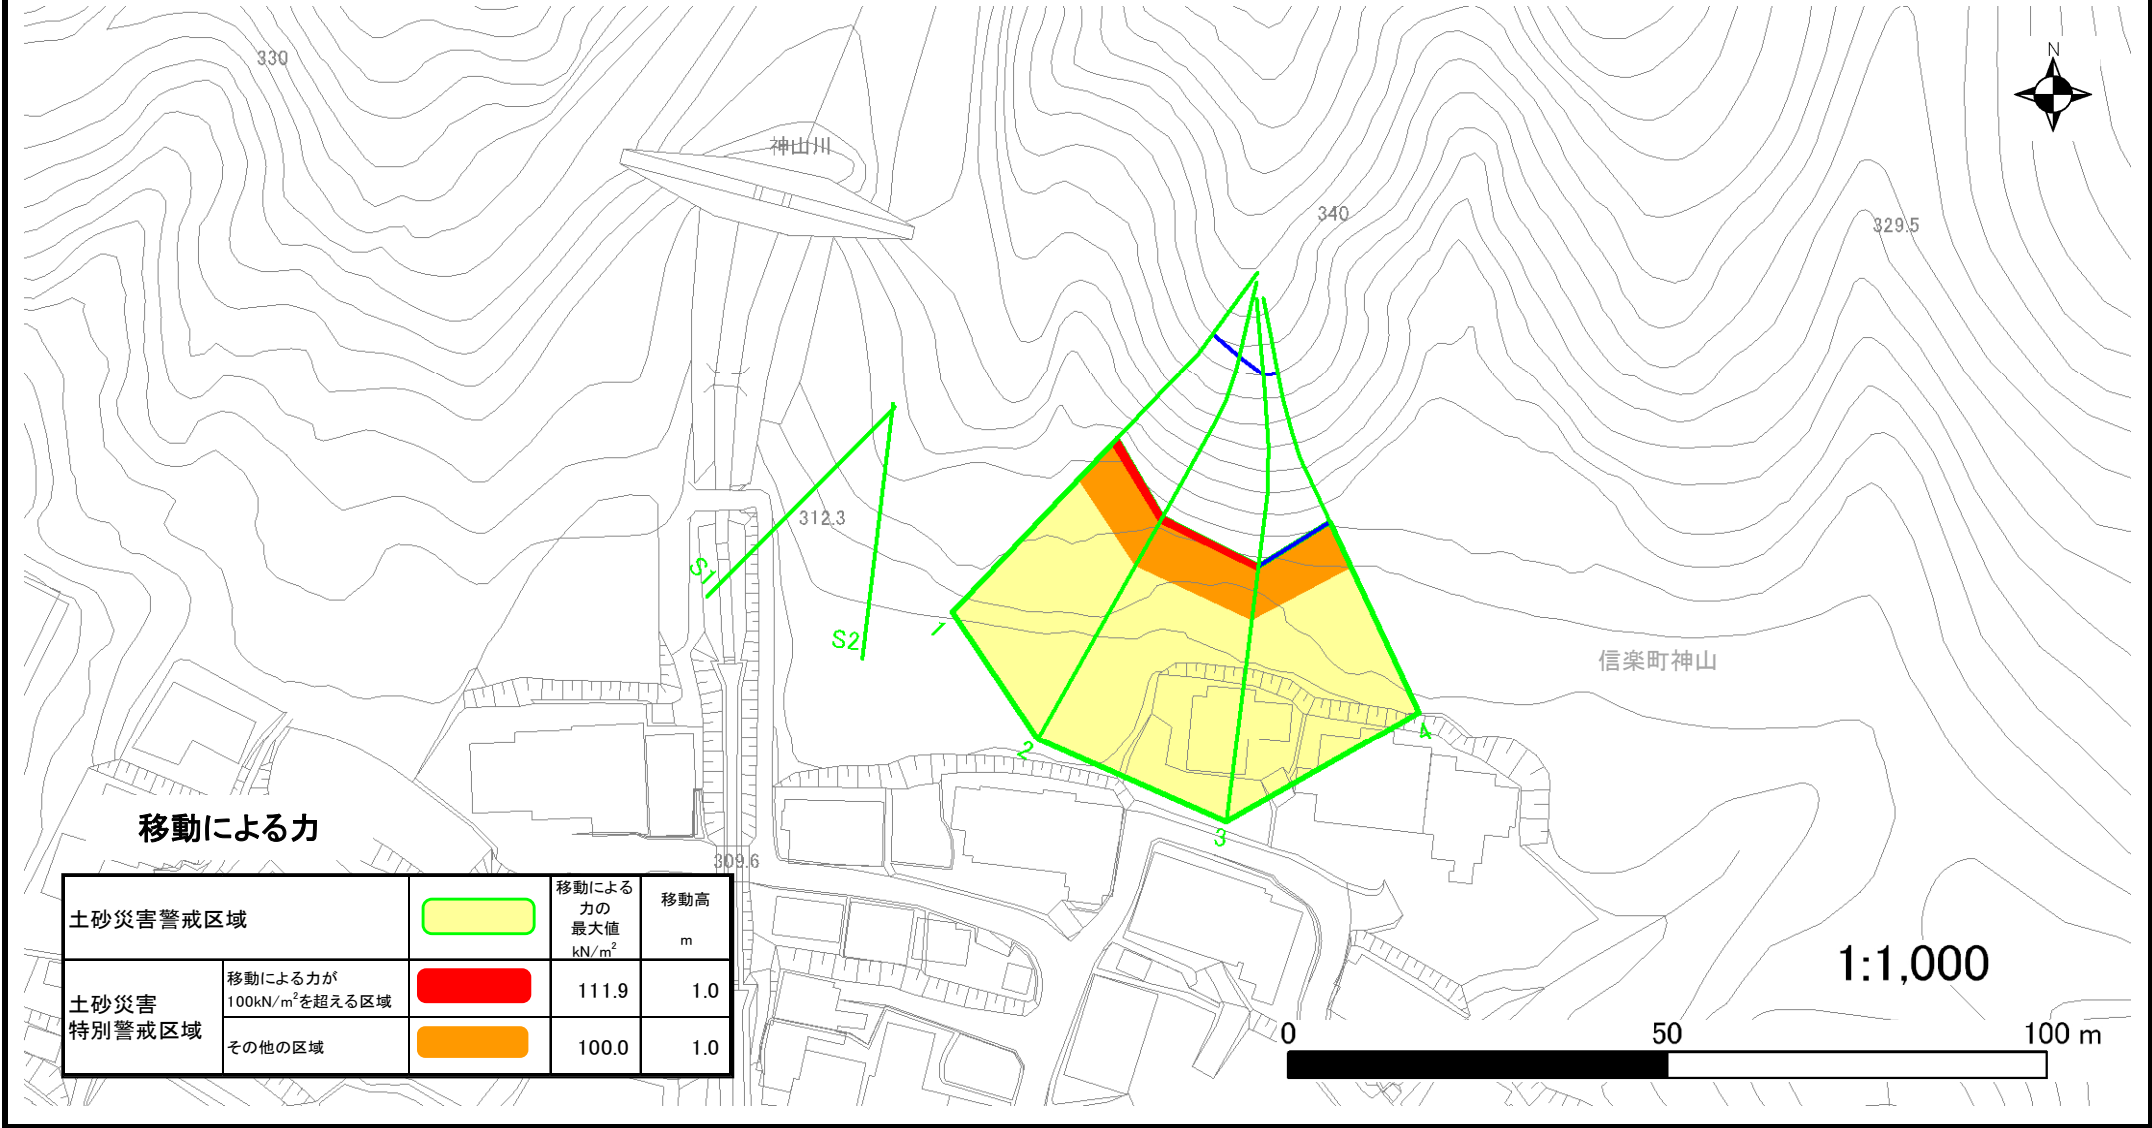 330
N
神山川
340
329.5
312.3
S1
S2
1
2
3
4
信楽町神山
309.6
移動による力
土砂災害警戒区域
移動による
力の
最大値
kN/m²
移動高
m
土砂災害
特別警戒区域
移動による力が
100kN/m²を超える区域
111.9
1.0
その他の区域
100.0
1.0
1:1,000
0 50 100 m